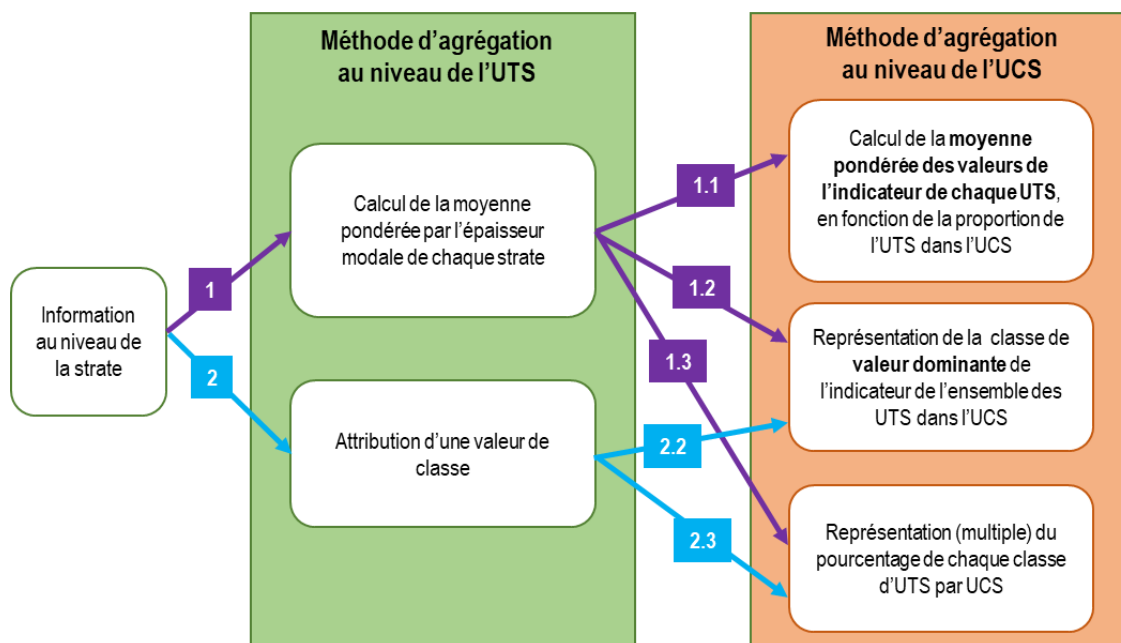 Méthode d’agrégation
au niveau de l’UTS
Méthode d’agrégation
au niveau de l’UCS
Information
au niveau de
la strate
1
2
Calcul de la moyenne
pondérée par l’épaisseur
modale de chaque strate
Attribution d’une valeur de
classe
1.1
1.2
1.3
2.2
2.3
Calcul de la moyenne
pondérée des valeurs de
l’indicateur de chaque UTS,
en fonction de la proportion de
l’UTS dans l’UCS
Représentation de la classe de
valeur dominante de
l’indicateur de l’ensemble des
UTS dans l’UCS
Représentation (multiple) du
pourcentage de chaque classe
d’UTS par UCS